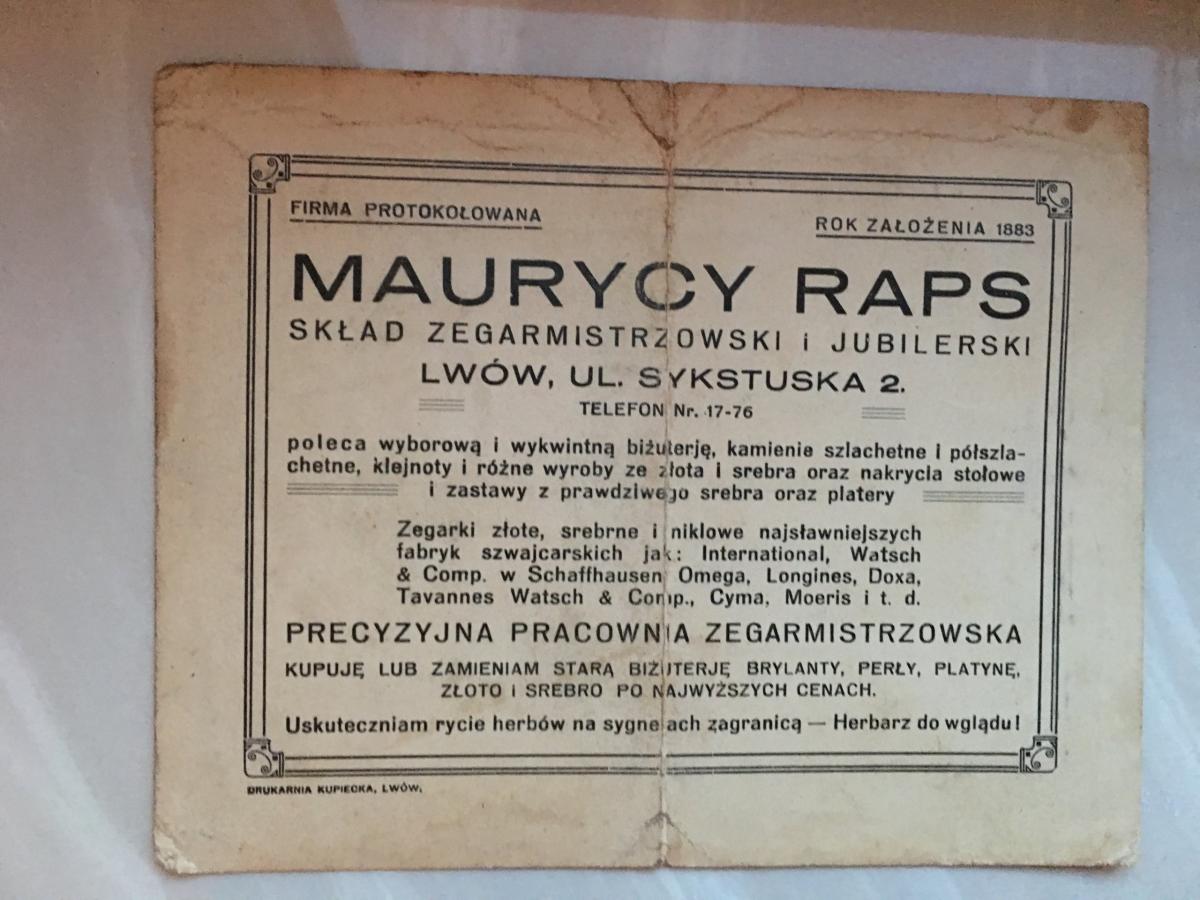 FIRMA PROTOKOŁOWANA
ROK ZAŁOŻENIA 1883
MAURYCY RAPS
SKŁAD ZEGARMISTRZOWSKI i JUBILERSKI
LWÓW, UL. SYKSTUSKA 2.
TELEFON Nr. 17-76
poleca wyborową i wykwintną biżuterję, kamienie szlachetne i półszla-
chetne, klejnoty i różne wyroby ze złota i srebra oraz nakrycia stołowe
i zastawy z prawdziwego srebra oraz platery
Zegarki złote, srebrne i niklowe najsławniejszych
fabryk szwajcarskich jak: International, Watsch
& Comp. w Schaffhausen Omega, Longines, Doxa,
Tavannes Watsch & Comp., Cyma, Moeris i t. d.
PRECYZYJNA PRACOWNIA ZEGARMISTRZOWSKA
KUPUJĘ LUB ZAMIENIAM STARĄ BIŻUTERJĘ BRYLANTY, PERŁY, PLATYNĘ,
ZŁOTO I SREBRO PO NAJWYŻSZYCH CENACH.
Uskuteczniam rycie herbów na sygnetach zagranicą — Herbarz do wglądu!
DRUKARNIA KUPIECKA, LWÓW.